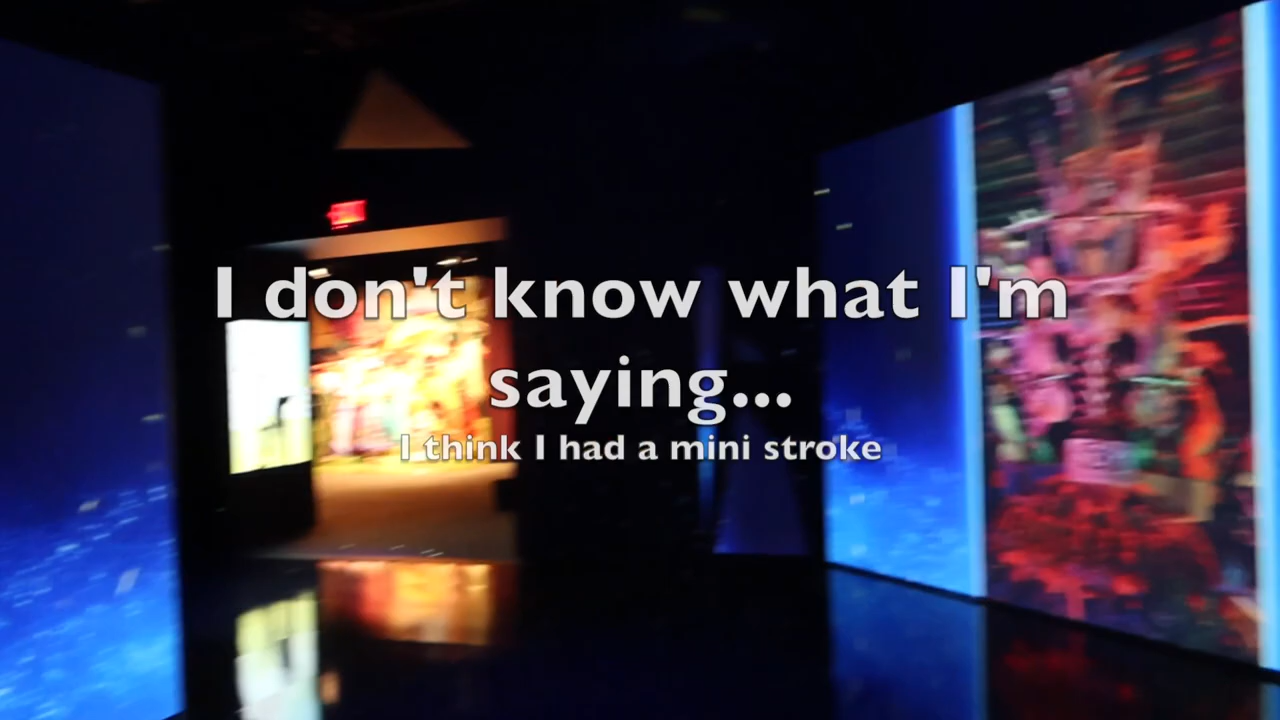 I don't know what I'm
saying...
I think I had a mini stroke